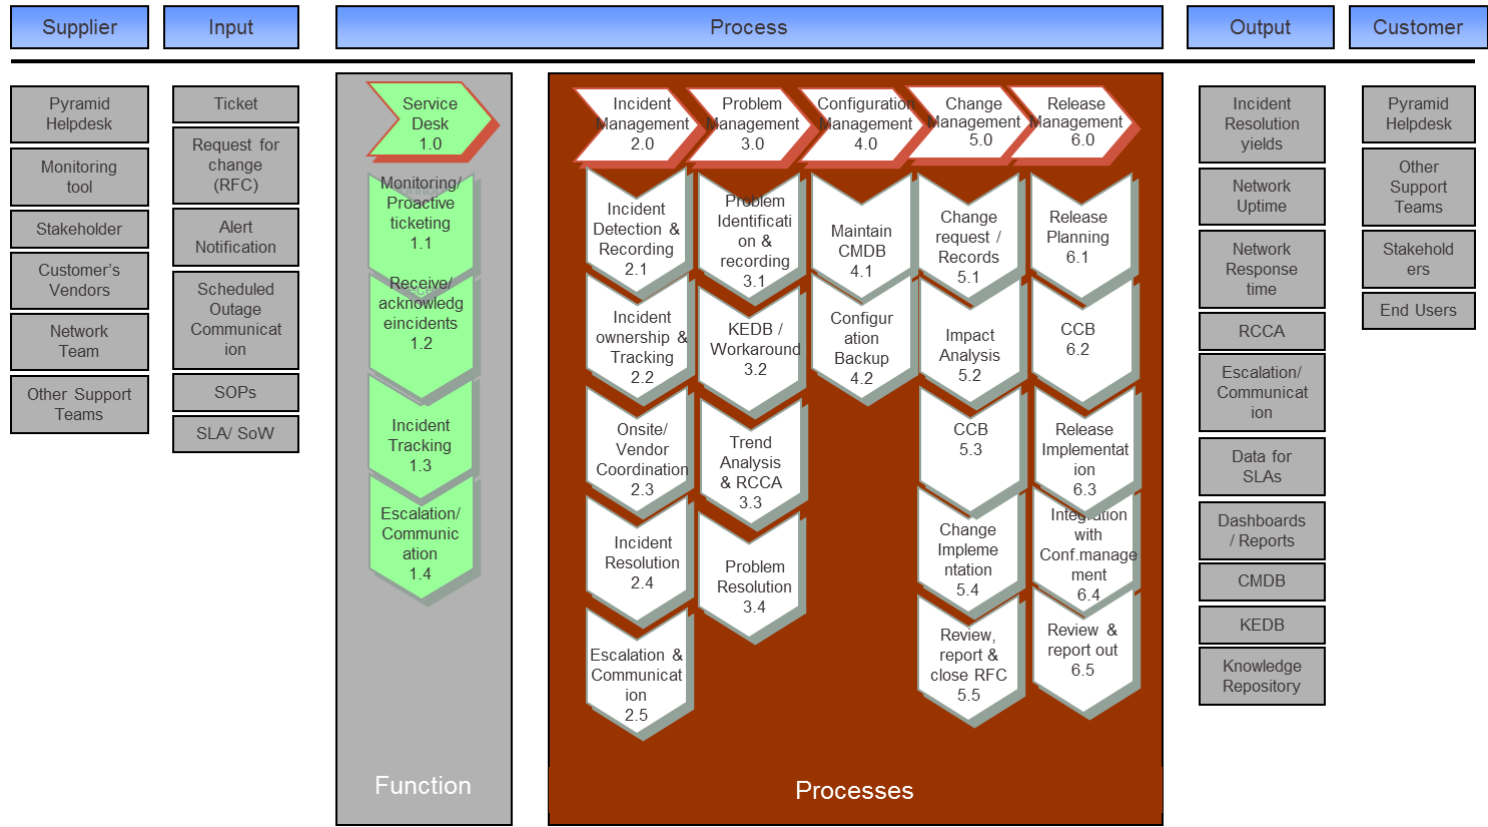 Supplier
Input
Process
Output
Customer
Pyramid
Helpdesk
Monitoring
tool
Stakeholder
Customer's
Vendors
Network
Team
Other Support
Teams
Ticket
Request for
change
(RFC)
Alert
Notification
Scheduled
Outage
Communicat
ion
SOPs
SLA/ SoW
Service
Desk
1.0
Monitoring/
Proactive
ticketing
1.1
Receive/
acknowledg
eincidents
1.2
Incident
Tracking
1.3
Escalation/
Communic
ation
1.4
Function
Incident
Management
2.0
Incident
Detection &
Recording
2.1
Incident
ownership &
Tracking
2.2
Onsite/
Vendor
Coordination
2.3
Incident
Resolution
2.4
Escalation &
Communicat
ion
2.5
Problem
Management
3.0
Problem
Identificati
on &
recording
3.1
KEDB /
Workaround
3.2
Trend
Analysis
& RCCA
3.3
Problem
Resolution
3.4
Configuration
Management
4.0
Maintain
CMDB
4.1
Configur
ation
Backup
4.2
Change
Management
5.0
Change
request /
Records
5.1
Impact
Analysis
5.2
CCB
5.3
Change
Impleme
ntation
5.4
Review,
report &
close RFC
5.5
Release
Management
6.0
Release
Planning
6.1
CCB
6.2
Release
Implementat
ion
6.3
Integration
with
Conf.manage
ment
6.4
Review &
report out
6.5
Processes
Incident
Resolution
yields
Network
Uptime
Network
Response
time
RCCA
Escalation/
Communicat
ion
Data for
SLAs
Dashboards
/ Reports
CMDB
KEDB
Knowledge
Repository
Pyramid
Helpdesk
Other
Support
Teams
Stakehold
ers
End Users